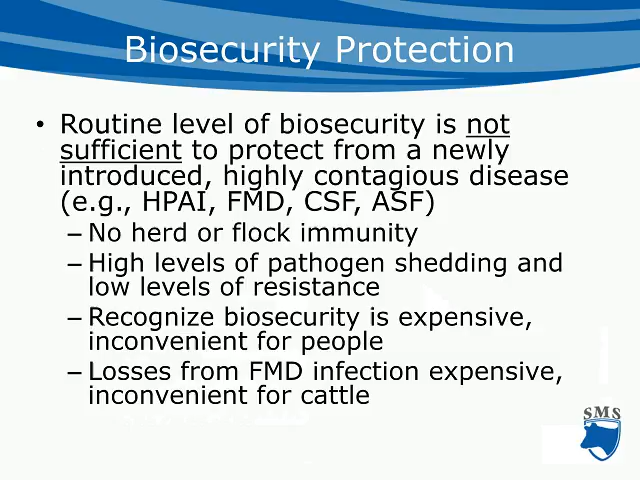 Biosecurity Protection
• Routine level of biosecurity is not
sufficient to protect from a newly
introduced, highly contagious disease
(e.g., HPAI, FMD, CSF, ASF)
– No herd or flock immunity
– High levels of pathogen shedding and
low levels of resistance
– Recognize biosecurity is expensive,
inconvenient for people
– Losses from FMD infection expensive,
inconvenient for cattle
SMS